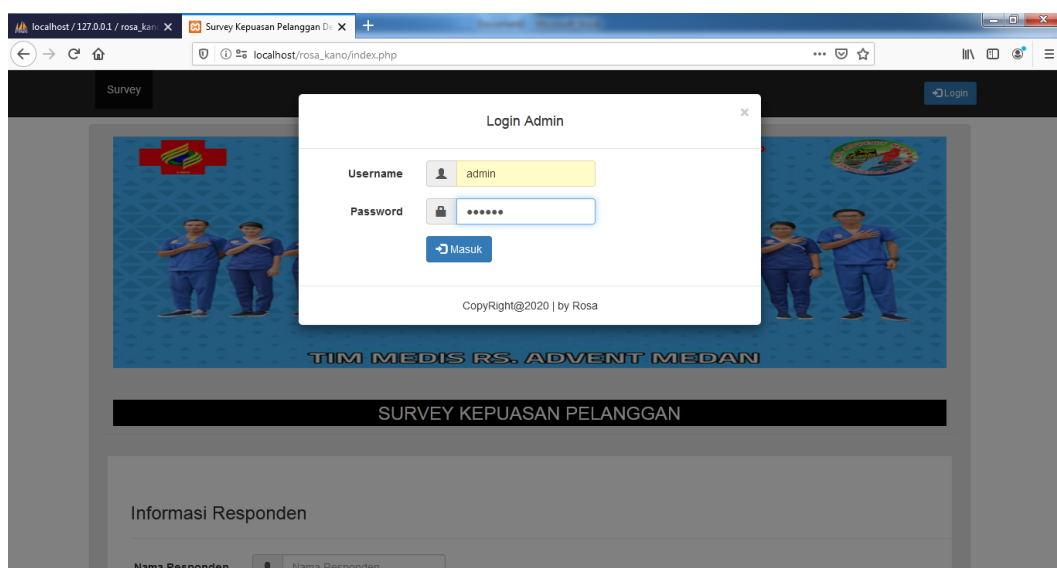 localhost / 127.0.0.1 / rosa_kan
Survey Kepuasan Pelanggan De
localhost/rosa_kano/index.php
Survey
Login
Login Admin
Username
admin
Password
Masuk
CopyRight@2020 | by Rosa
TIM MEDIS RS. ADVENT MEDAN
SURVEY KEPUASAN PELANGGAN
Informasi Responden
Nama Responden
Nama Responden